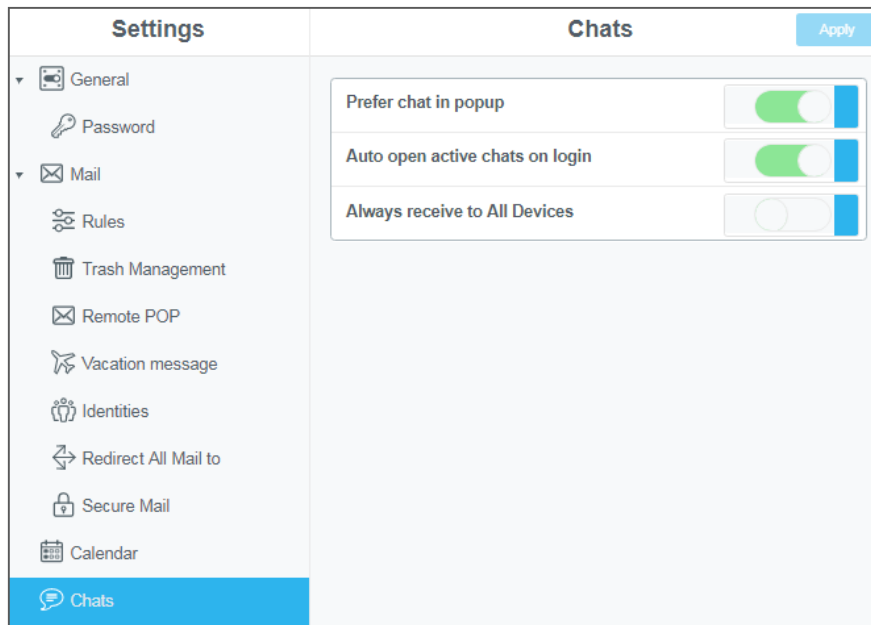 Settings
Chats
Apply
General
Password
Mail
Rules
Trash Management
Remote POP
Vacation message
Identities
Redirect All Mail to
Secure Mail
Calendar
Chats
Prefer chat in popup
Auto open active chats on login
Always receive to All Devices